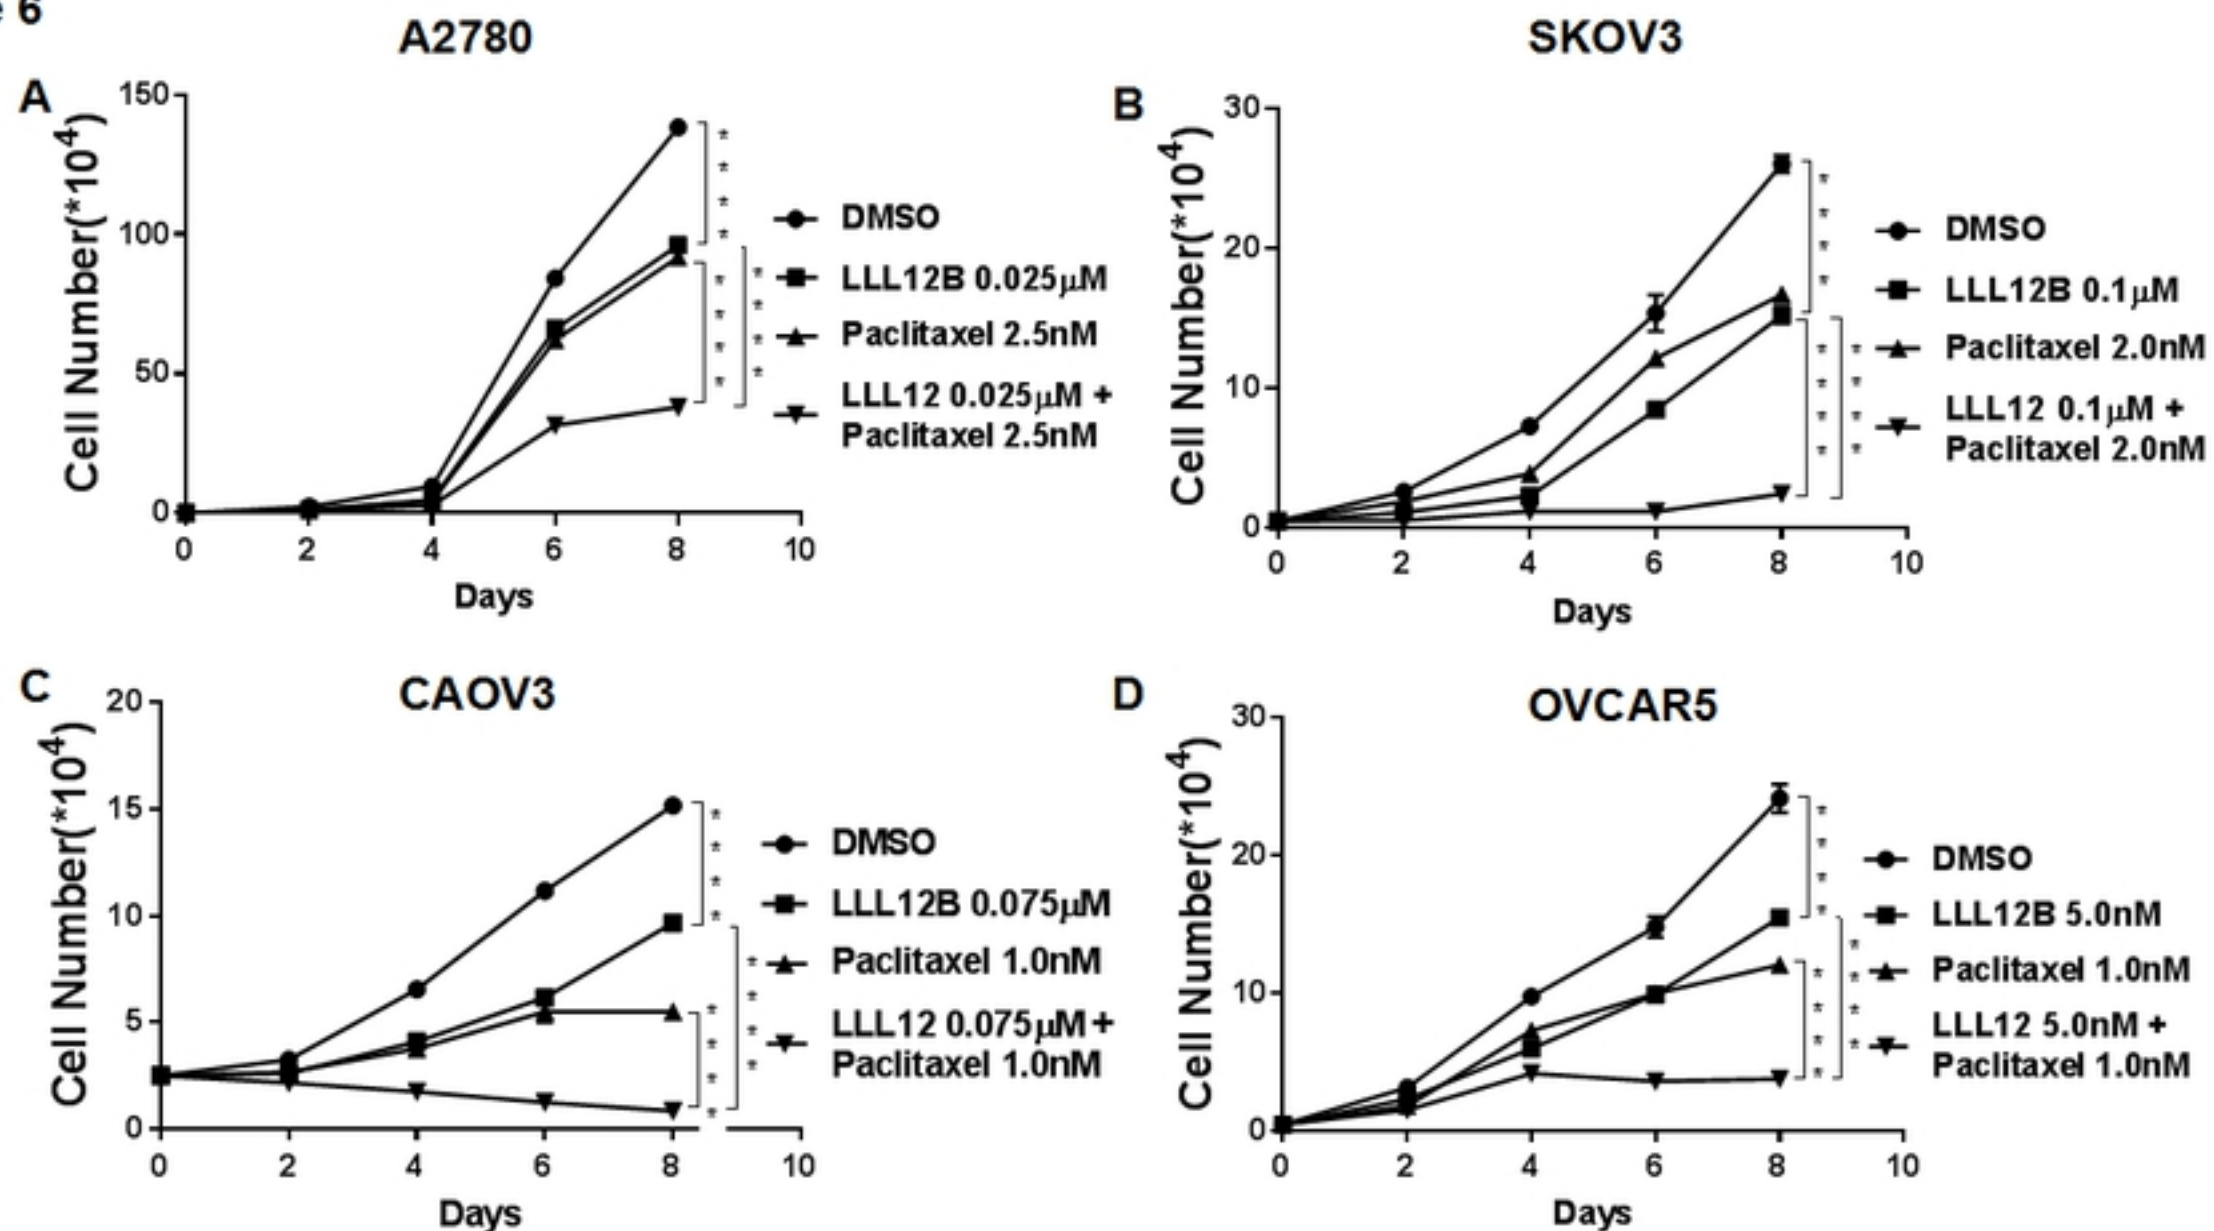 6
A2780
A
Cell Number(*10⁴)
150
100
50
0
0 2 4 6 8 10
Days
* * * *
* * * *
* * * *
DMSO
LLL12B 0.025μM
Paclitaxel 2.5nM
LLL12 0.025μM +
Paclitaxel 2.5nM
SKOV3
B
Cell Number(*10⁴)
30
20
10
0
0 2 4 6 8 10
Days
* * * *
* * * *
* * * *
DMSO
LLL12B 0.1μM
Paclitaxel 2.0nM
LLL12 0.1μM +
Paclitaxel 2.0nM
C
CAOV3
Cell Number(*10⁴)
20
15
10
5
0
0 2 4 6 8 10
Days
* * * *
* * * *
* * * *
DMSO
LLL12B 0.075μM
Paclitaxel 1.0nM
LLL12 0.075μM +
Paclitaxel 1.0nM
D
OVCAR5
Cell Number(*10⁴)
30
20
10
0
0 2 4 6 8 10
Days
* * * *
* * * *
* * * *
DMSO
LLL12B 5.0nM
Paclitaxel 1.0nM
LLL12 5.0nM +
Paclitaxel 1.0nM